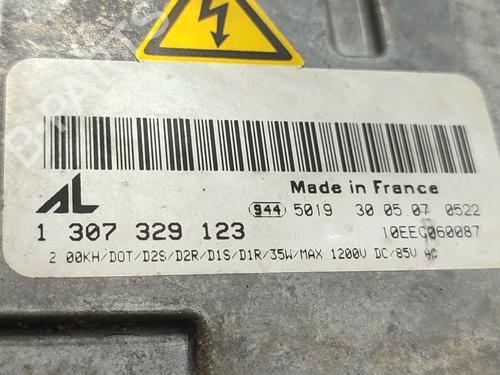 B-PARTS
AL
Made in France
944 5019 30 05 07 0522
1 307 329 123
10EEC060087
2 00KH/DOT/D2S/D2R/D1S/D1R/35W/MAX 1200V DC/85V AC